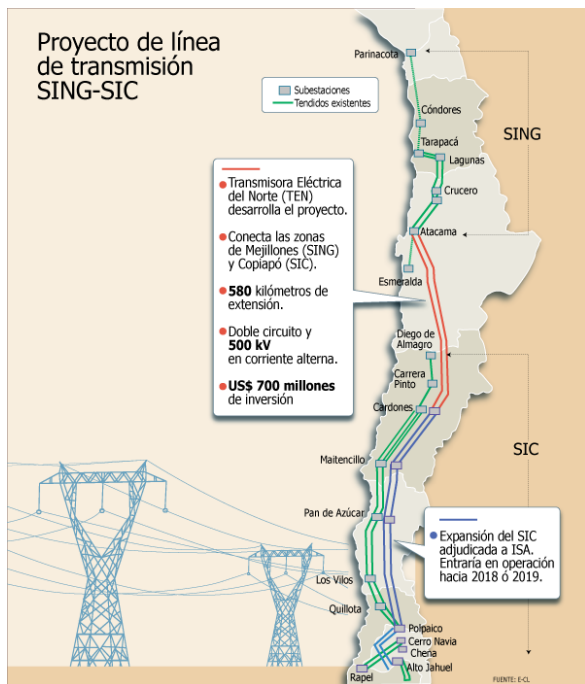 Proyecto de línea
de transmisión
SING-SIC
Subestaciones
Tendidos existentes
Parinacota
Cóndores
Tarapacá
Lagunas
Crucero
Atacama
Esmeralda
SING
Transmisora Eléctrica
del Norte (TEN)
desarrolla el proyecto.
Conecta las zonas
de Mejillones (SING)
y Copiapó (SIC).
580 kilómetros de
extensión.
Doble circuito y
500 kV
en corriente alterna.
US$ 700 millones
de inversión
Diego de
Almagro
Carrera
Pinto
Cardones
Maitencillo
Pan de Azúcar
Los Vilos
Quillota
Polpaico
Cerro Navia
Chena
Alto Jahuel
Rapel
SIC
Expansión del SIC
adjudicada a ISA.
Entraría en operación
hacia 2018 ó 2019.
FUENTE: E-CL